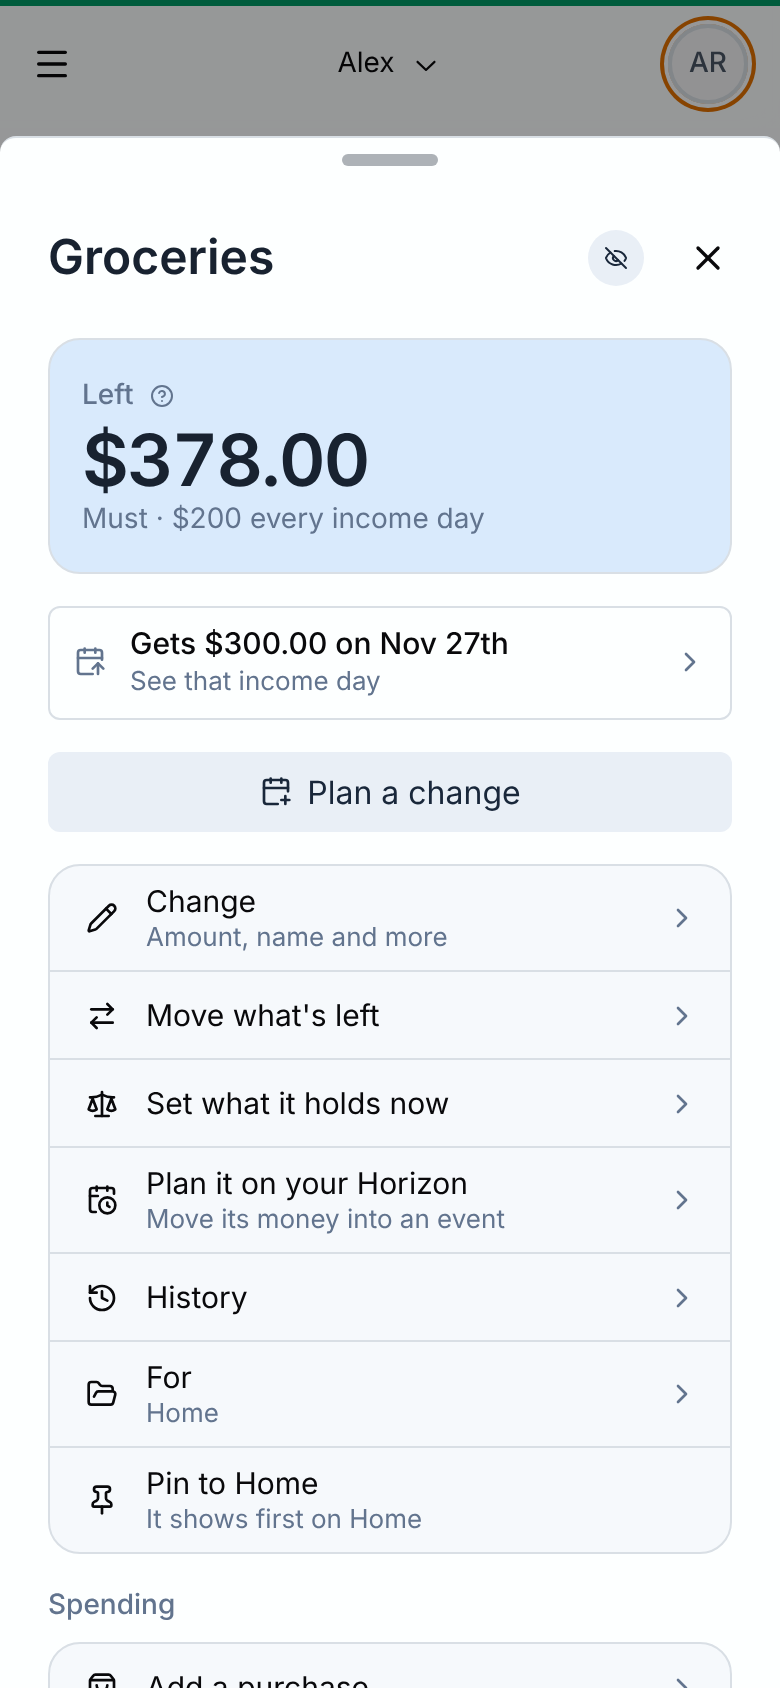 Alex
AR
Groceries
Left
$378.00
Must · $200 every income day
Gets $300.00 on Nov 27th
See that income day
Plan a change
Change
Amount, name and more
Move what's left
Set what it holds now
Plan it on your Horizon
Move its money into an event
History
For
Home
Pin to Home
It shows first on Home
Spending
Add a purchase